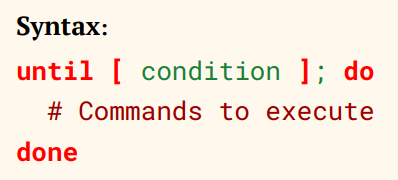 Syntax:
until [ condition ]; do
  # Commands to execute
done